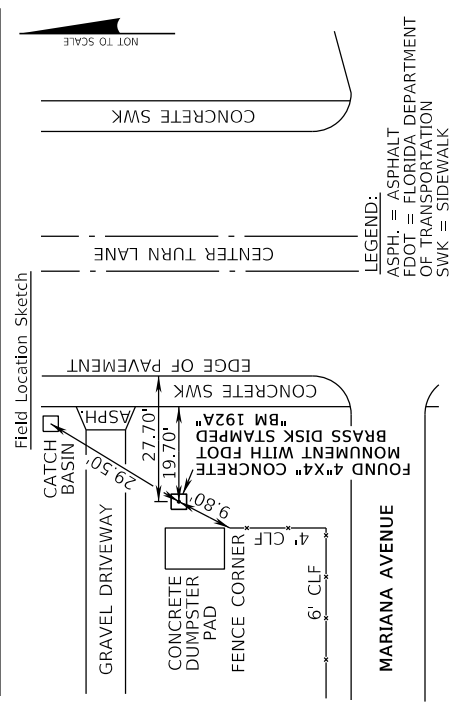 NOT TO SCALE
Field Location Sketch
CONCRETE SWK
CENTER TURN LANE
EDGE OF PAVEMENT
CONCRETE SWK
CATCH
BASIN
ASPH.
29.50'
27.70'
19.70'
9.80'
FOUND 4"X4" CONCRETE
MONUMENT WITH FDOT
BRASS DISK STAMPED
"BM 192A"
GRAVEL DRIVEWAY
CONCRETE
DUMPSTER
PAD
FENCE CORNER
4' CLF
6' CLF
MARIANA AVENUE
LEGEND:
ASPH. = ASPHALT
FDOT = FLORIDA DEPARTMENT
OF TRANSPORTATION
SWK = SIDEWALK